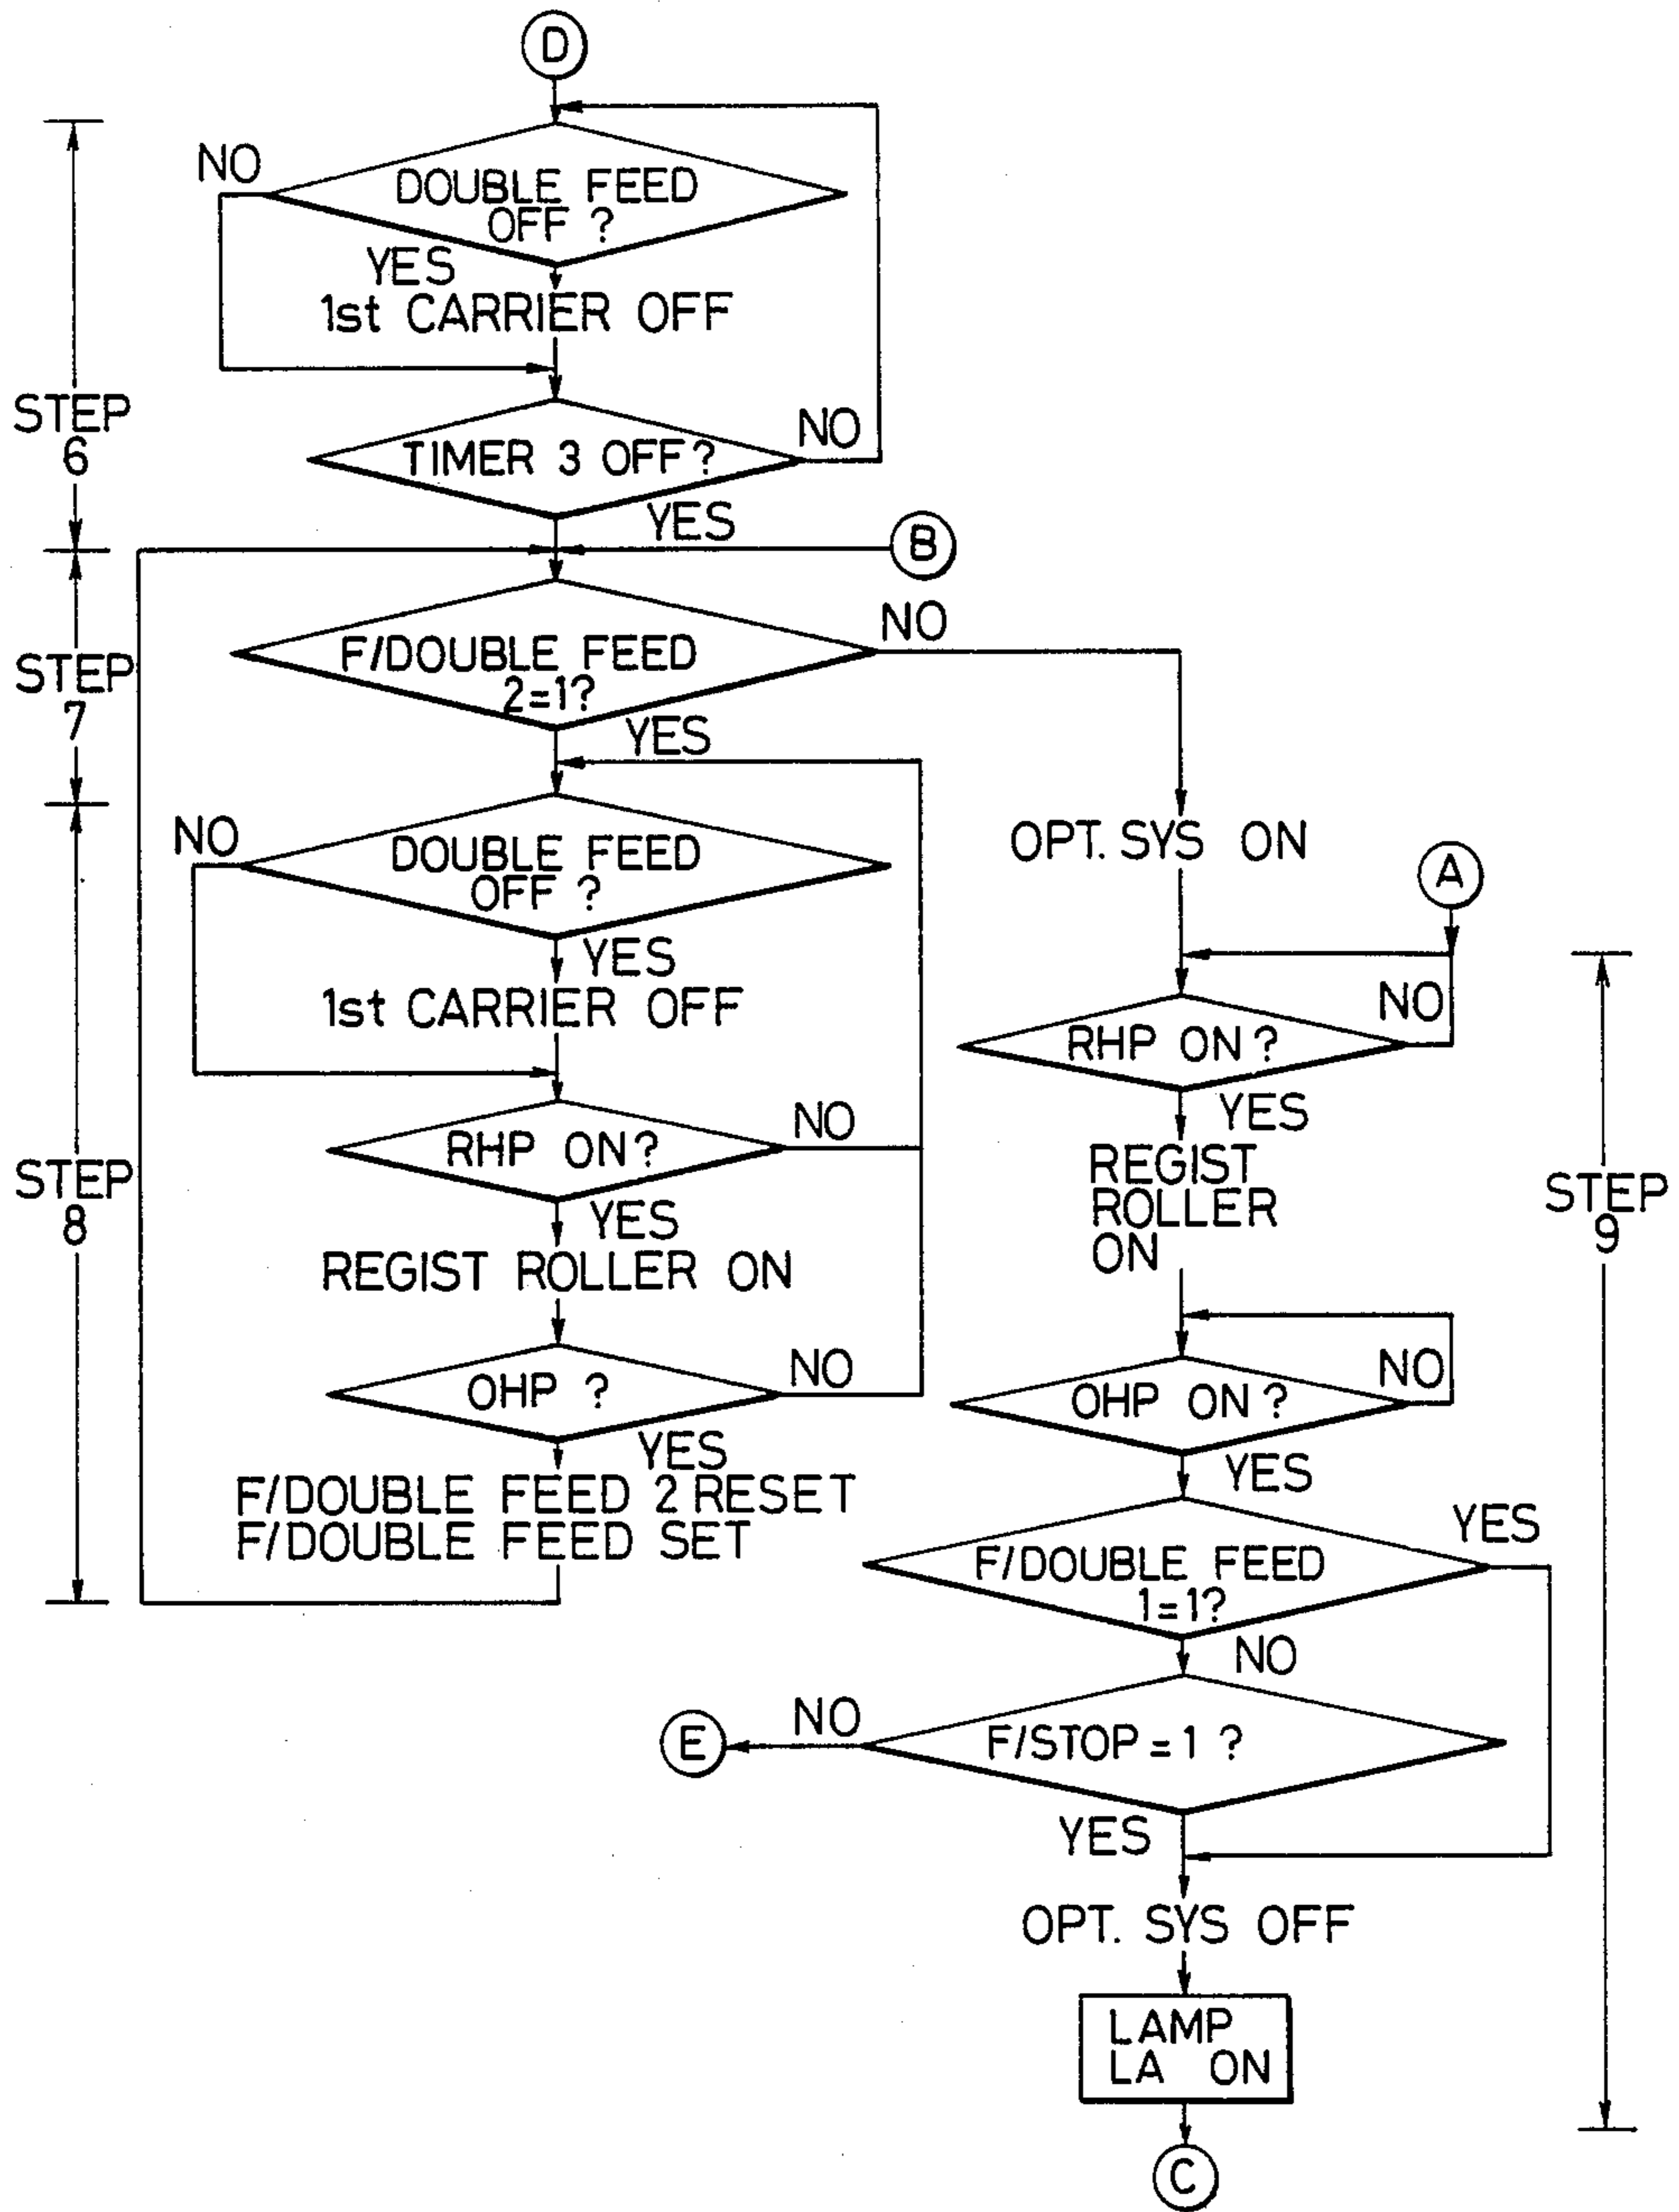 D
NO
DOUBLE FEED
OFF ?
YES
1st CARRIER OFF
STEP
6
TIMER 3 OFF?
NO
YES
B
STEP
7
F/DOUBLE FEED
2=1?
NO
YES
NO
DOUBLE FEED
OFF ?
YES
1st CARRIER OFF
STEP
8
RHP ON?
NO
YES
REGIST ROLLER ON
OHP ?
NO
YES
F/DOUBLE FEED 2 RESET
F/DOUBLE FEED SET
OPT. SYS ON
A
RHP ON?
NO
YES
REGIST
ROLLER
ON
STEP
9
OHP ON?
NO
YES
F/DOUBLE FEED
1=1?
YES
NO
F/STOP=1 ?
NO
E
YES
OPT. SYS OFF
LAMP
LA ON
C